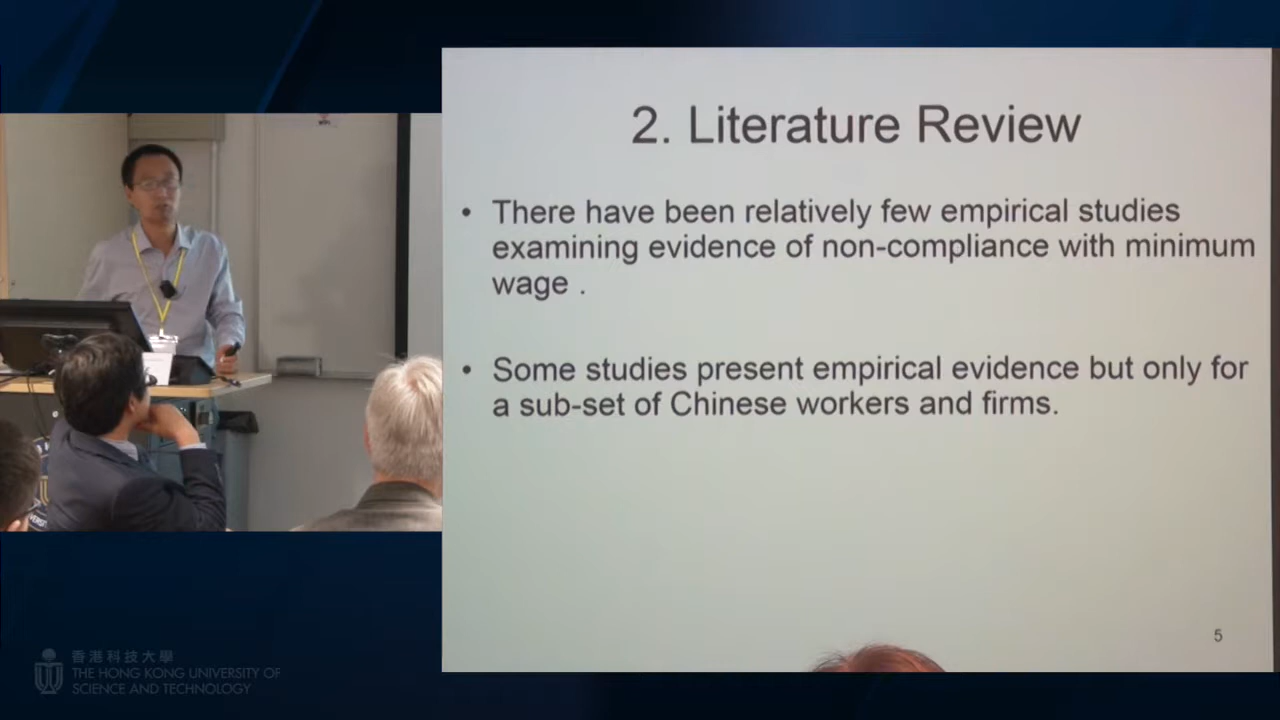 2. Literature Review
• There have been relatively few empirical studies
examining evidence of non-compliance with minimum
wage .
• Some studies present empirical evidence but only for
a sub-set of Chinese workers and firms.
5
香港科技大學
THE HONG KONG UNIVERSITY OF
SCIENCE AND TECHNOLOGY